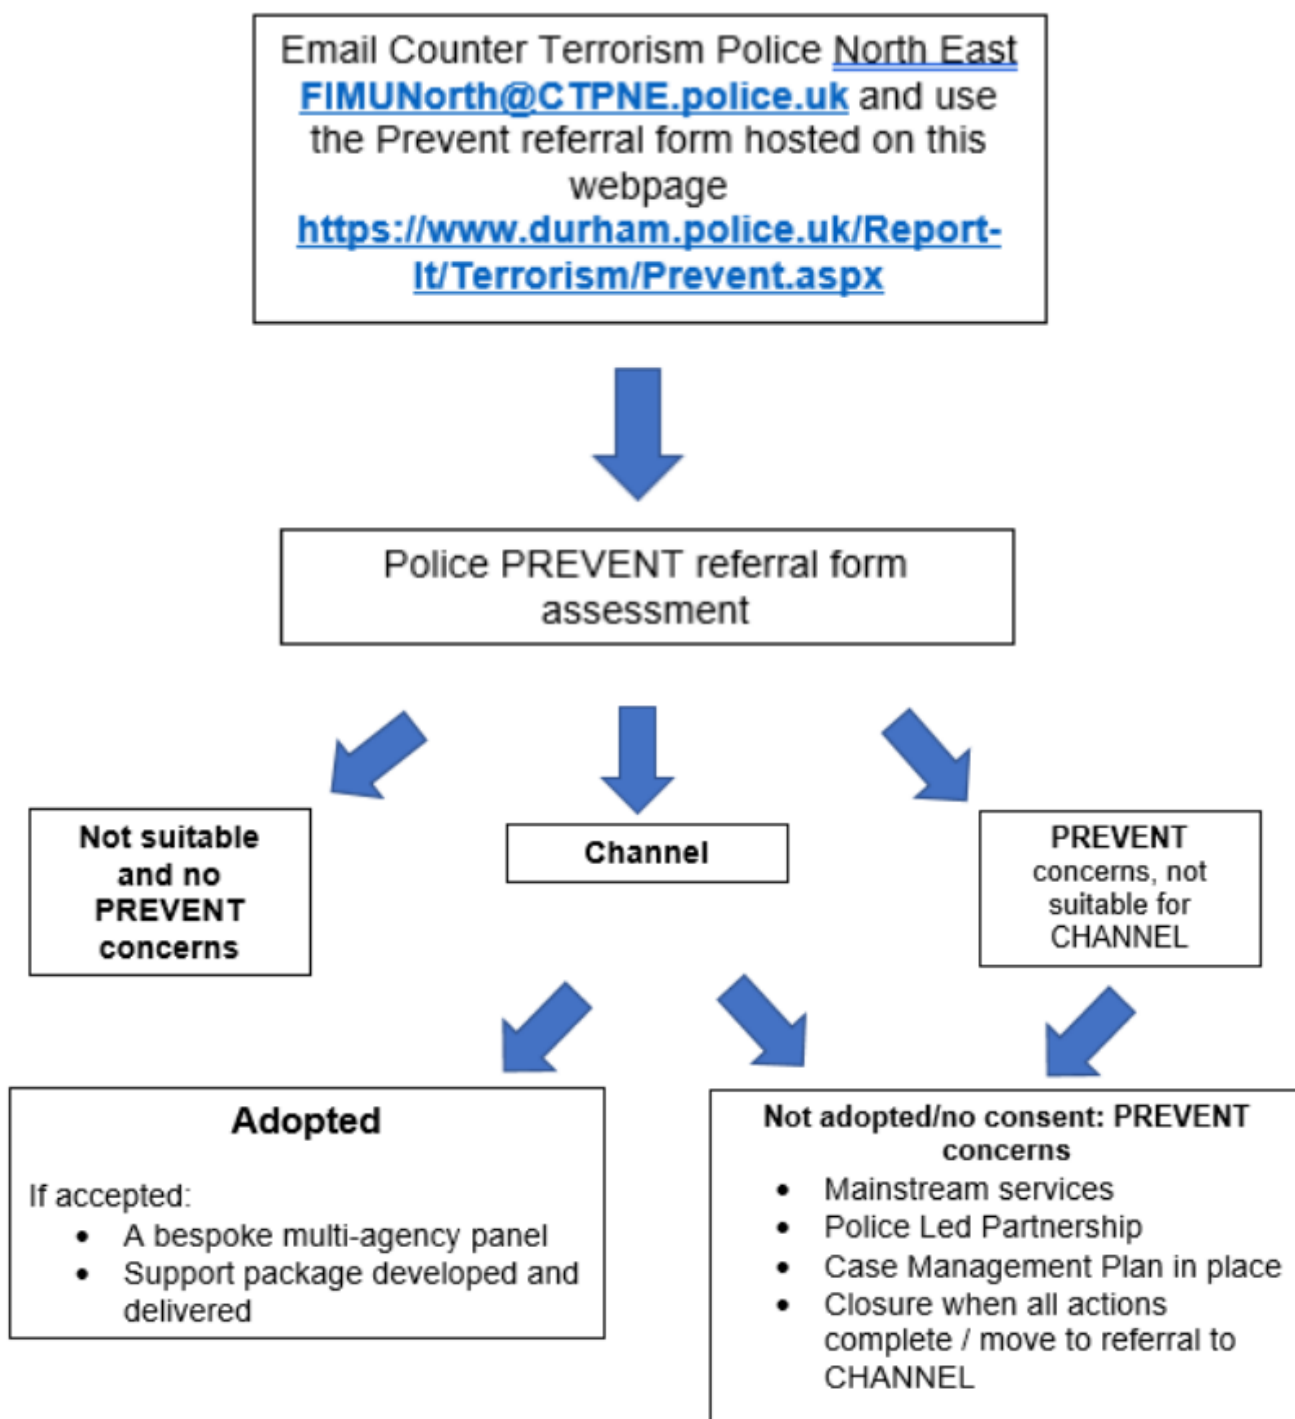 Email Counter Terrorism Police North East
FIMUNorth@CTPNE.police.uk and use
the Prevent referral form hosted on this
webpage
https://www.durham.police.uk/Report-
It/Terrorism/Prevent.aspx
Police PREVENT referral form
assessment
Not suitable
and no
PREVENT
concerns
Channel
PREVENT
concerns, not
suitable for
CHANNEL
Adopted
If accepted:
• A bespoke multi-agency panel
• Support package developed and
delivered
Not adopted/no consent: PREVENT
concerns
• Mainstream services
• Police Led Partnership
• Case Management Plan in place
• Closure when all actions
complete / move to referral to
CHANNEL